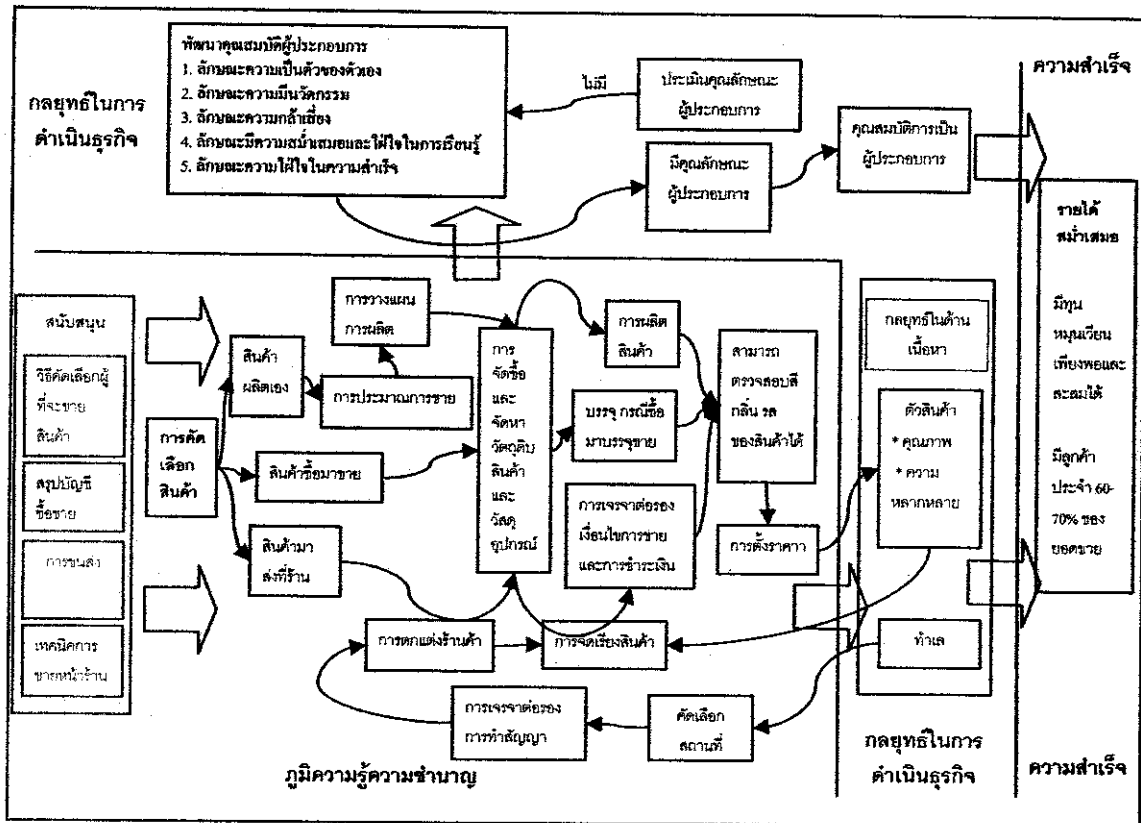 กลยุทธ์ในการ
ดำเนินธุรกิจ
พัฒนาคุณสมบัติผู้ประกอบการ
1. ลักษณะความเป็นตัวของตัวเอง
2. ลักษณะความมีนวัตกรรม
3. ลักษณะความกล้าเสี่ยง
4. ลักษณะมีความสม่ำเสมอและใฝ่ใจในการเรียนรู้
5. ลักษณะความใฝ่ใจในความสำเร็จ
ไม่มี
ประเมินคุณลักษณะ
ผู้ประกอบการ
มีคุณลักษณะ
ผู้ประกอบการ
คุณสมบัติการเป็น
ผู้ประกอบการ
ความสำเร็จ
รายได้
สม่ำเสมอ
มีทุน
หมุนเวียน
เพียงพอและ
สะสมได้
มีลูกค้า
ประจำ 60-
70% ของ
ยอดขาย
สนับสนุน
วิธีคัดเลือกผู้
ที่จะขาย
สินค้า
สรุปบัญชี
ซื้อขาย
การขนส่ง
เทคนิคการ
ขายหน้าร้าน
การคัด
เลือก
สินค้า
สินค้า
ผลิตเอง
การวางแผน
การผลิต
การประมาณการขาย
สินค้าซื้อมาขาย
สินค้ามา
ส่งที่ร้าน
การ
จัดซื้อ
และ
จัดหา
วัตถุดิบ
สินค้า
และ
วัสดุ
อุปกรณ์
การผลิต
สินค้า
บรรจุ กรณีซื้อ
มาบรรจุขาย
การเจรจาต่อรอง
เงื่อนไขการขาย
และการชำระเงิน
สามารถ
ตรวจสอบสี
กลิ่น รส
ของสินค้าได้
การตั้งราคา
การตกแต่งร้านค้า
การจัดเรียงสินค้า
การเจรจาต่อรอง
การทำสัญญา
คัดเลือก
สถานที่
ภูมิความรู้ความชำนาญ
กลยุทธ์ในด้าน
เนื้อหา
ตัวสินค้า
* คุณภาพ
* ความ
หลากหลาย
ทำเล
กลยุทธ์ในการ
ดำเนินธุรกิจ
ความสำเร็จ